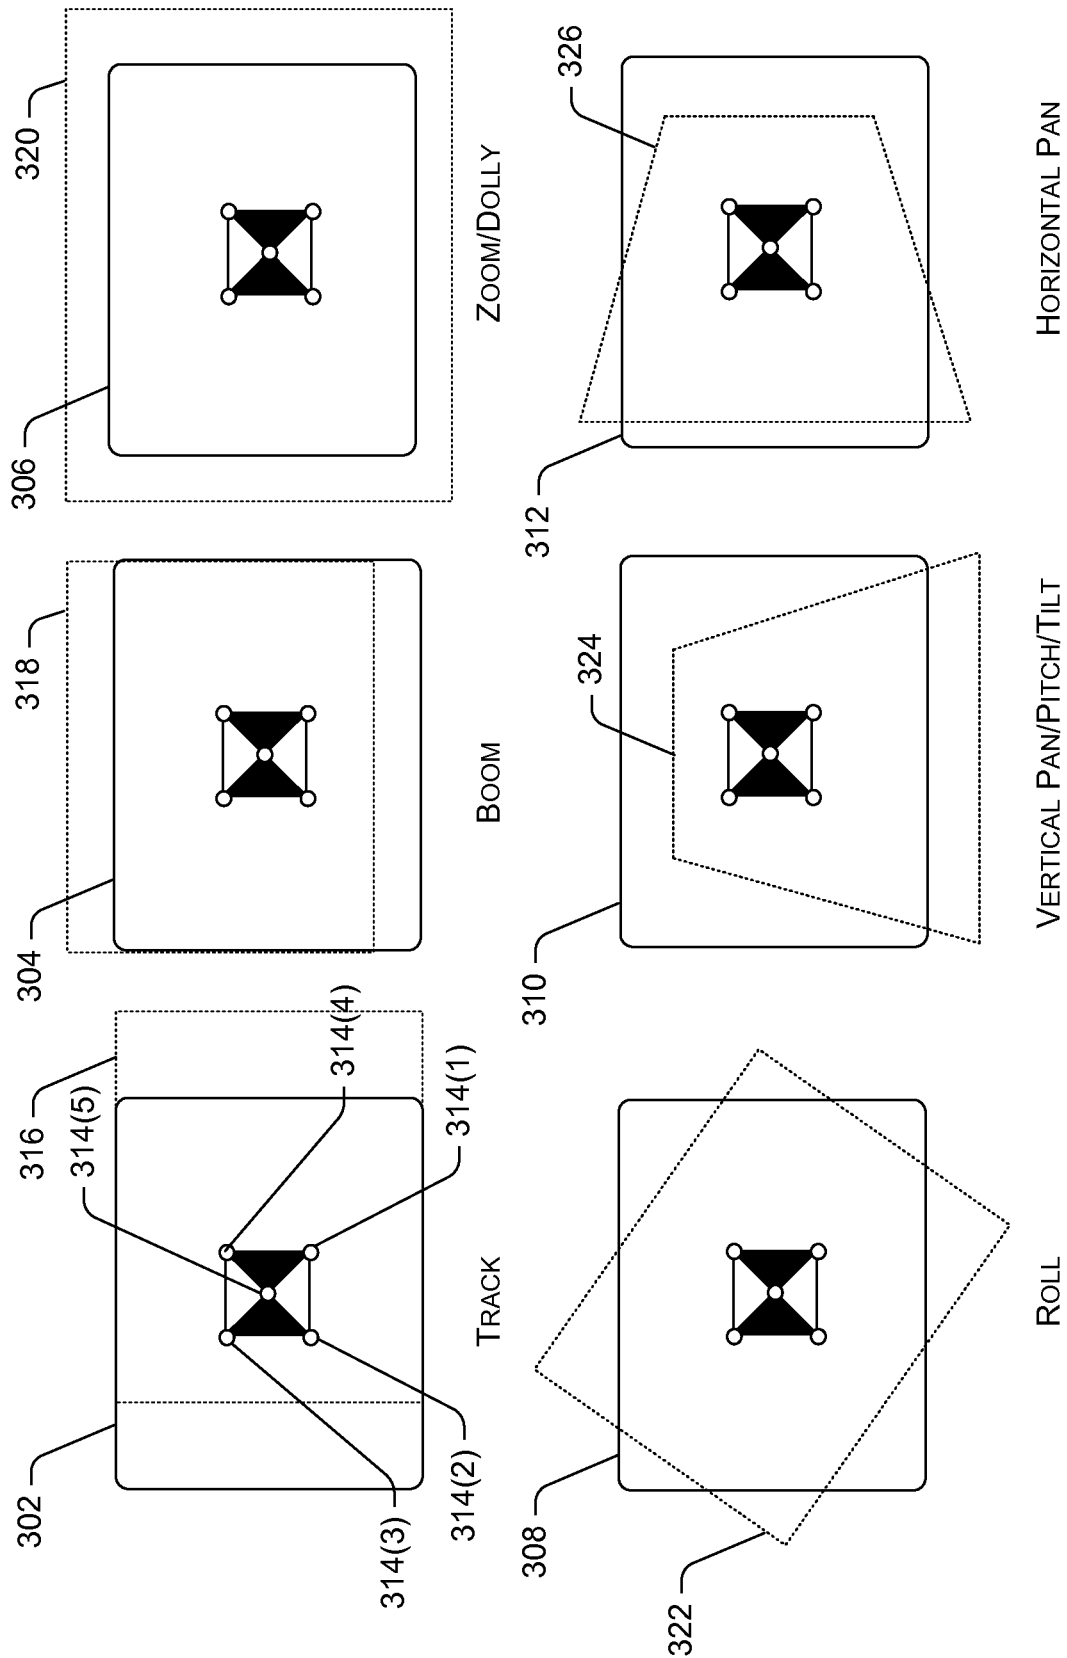 302
316
314(5)
314(4)
314(3)
314(2)
314(1)
TRACK
304
318
BOOM
306
320
ZOOM/DOLLY
308
322
ROLL
310
324
VERTICAL PAN/PITCH/TILT
312
326
HORIZONTAL PAN